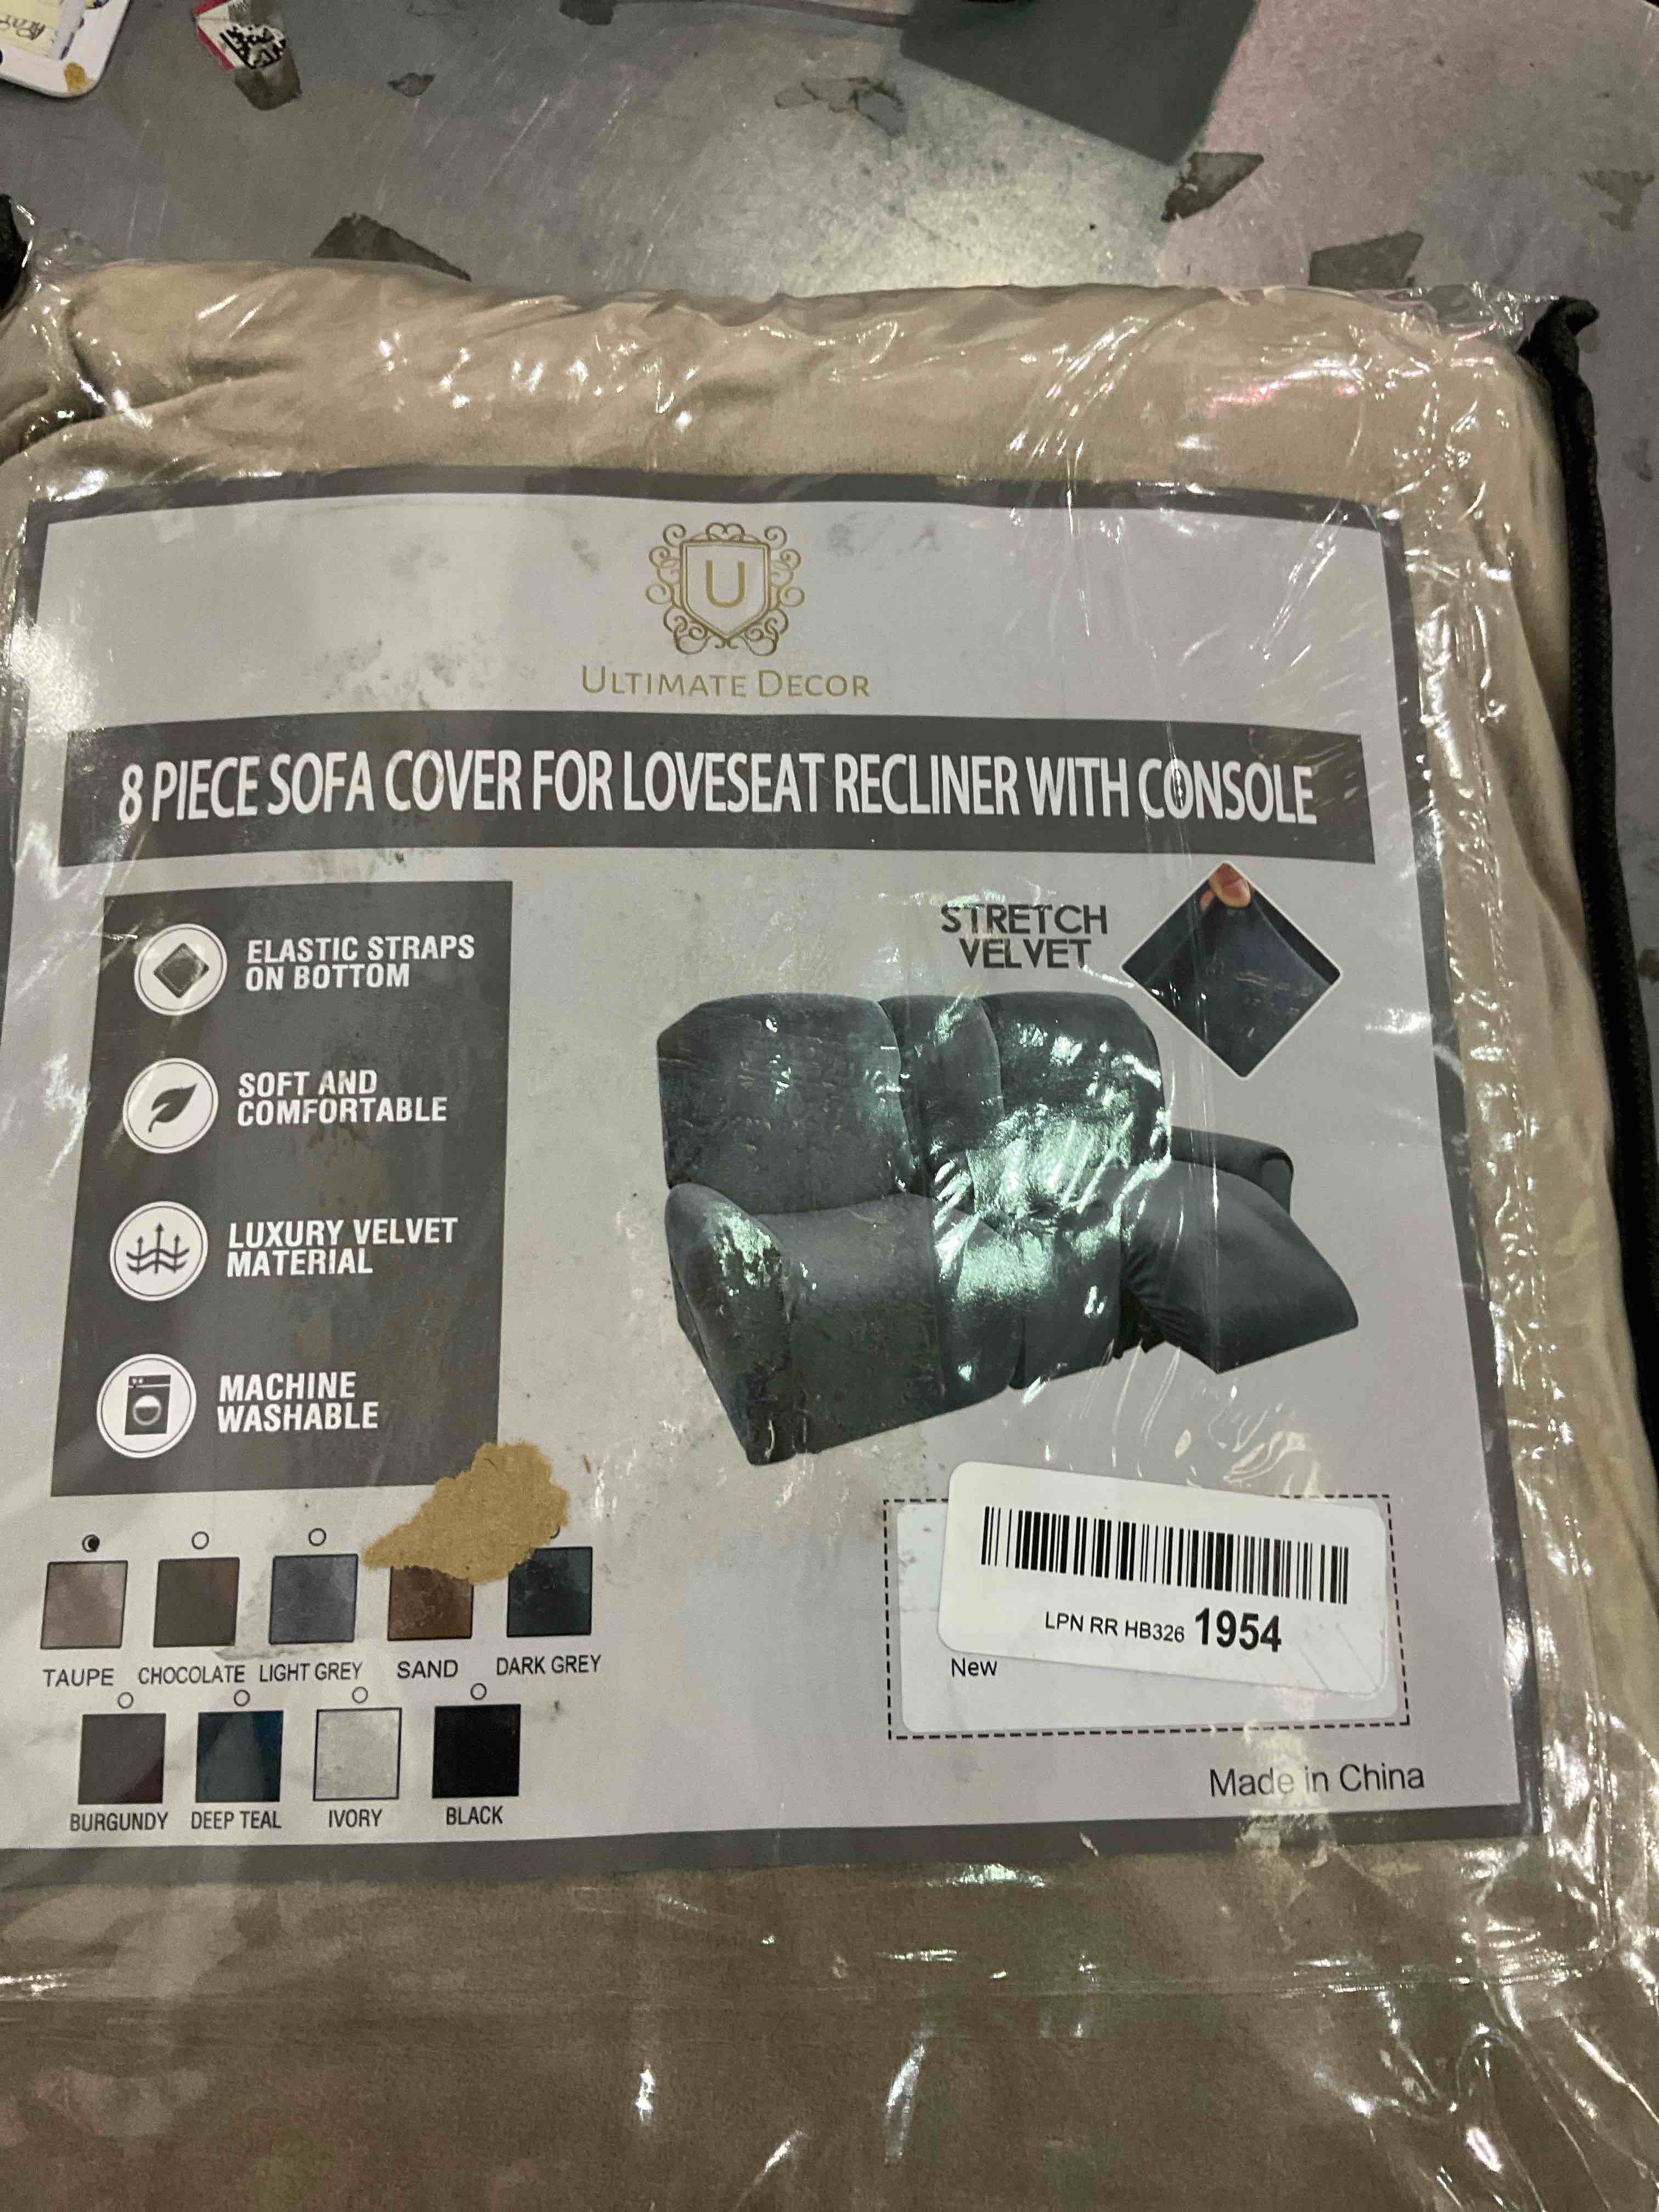 U
ULTIMATE DECOR
8 PIECE SOFA COVER FOR LOVESEAT RECLINER WITH CONSOLE
ELASTIC STRAPS
ON BOTTOM
SOFT AND
COMFORTABLE
LUXURY VELVET
MATERIAL
MACHINE
WASHABLE
STRETCH
VELVET
TAUPE CHOCOLATE LIGHT GREY SAND DARK GREY
BURGUNDY DEEP TEAL IVORY BLACK
LPN RR HB326 1954
New
Made in China